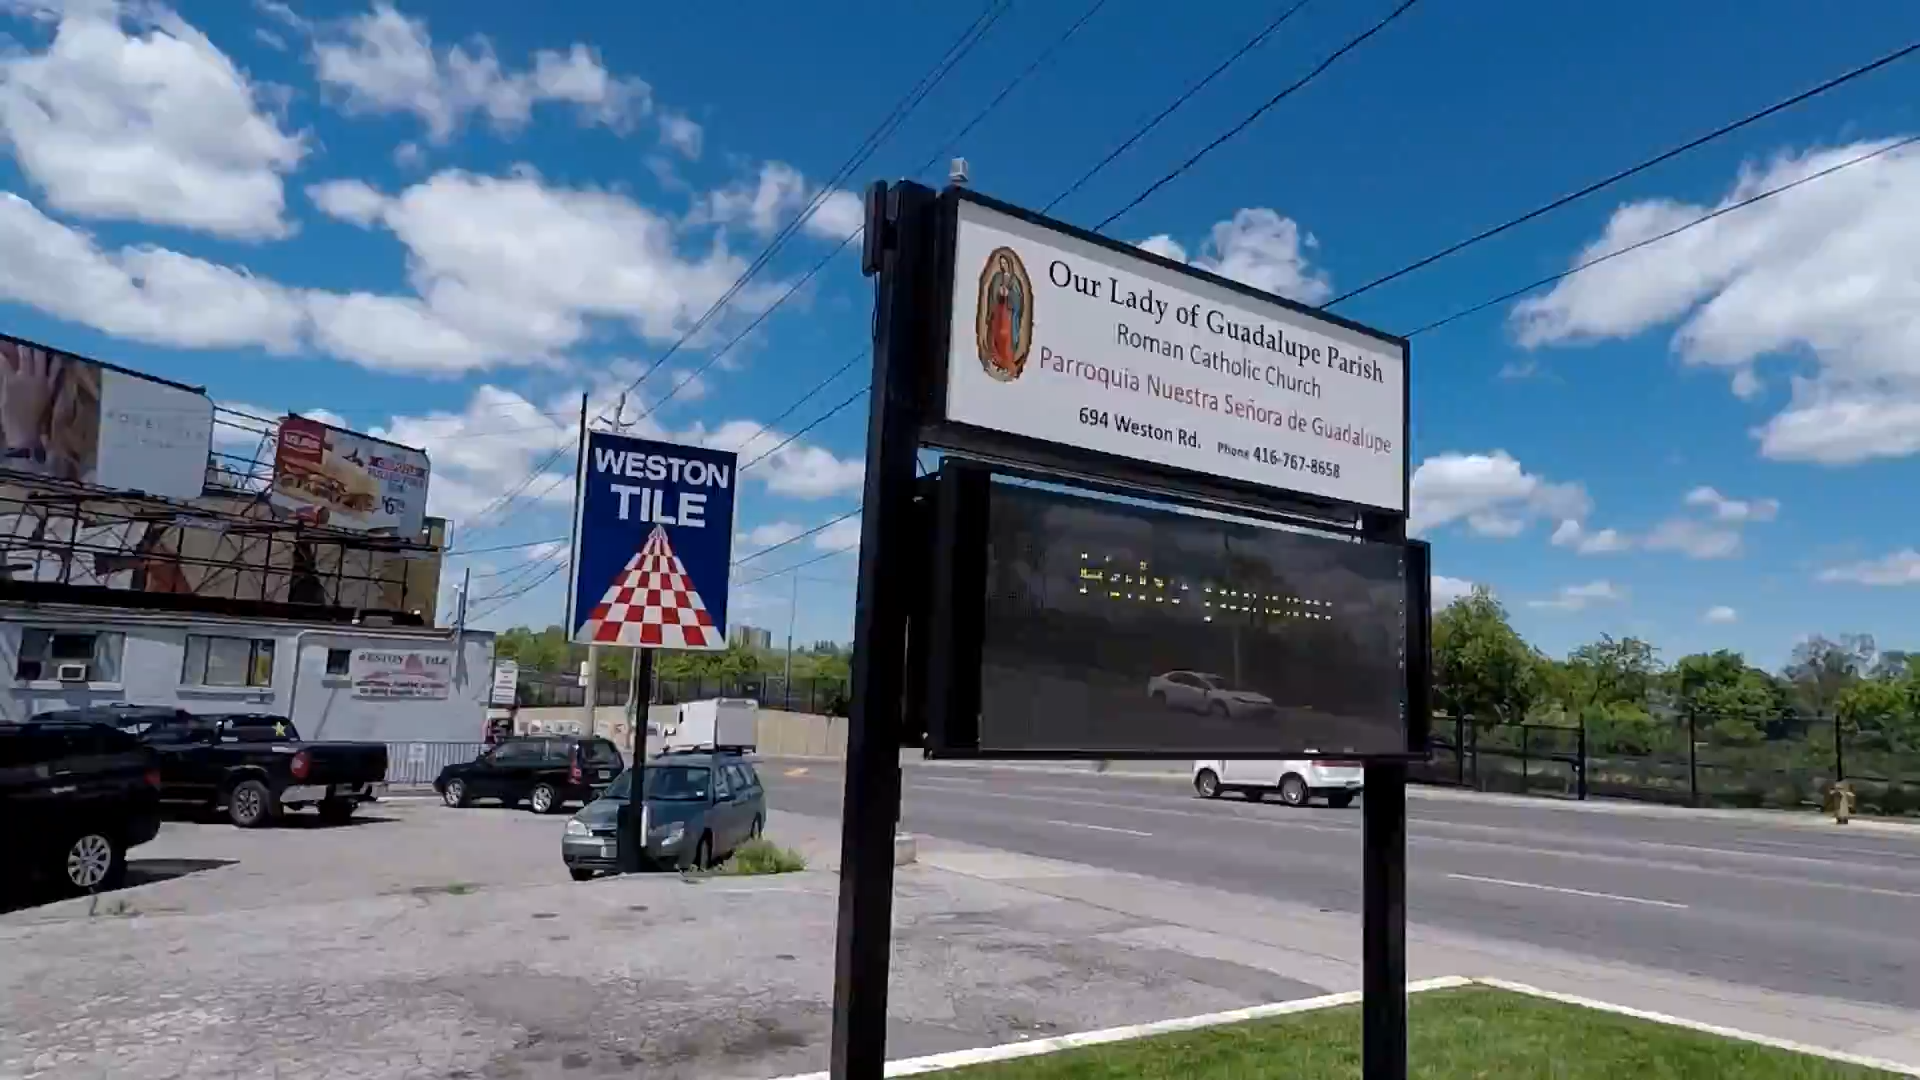 Our Lady of Guadalupe Parish
Roman Catholic Church
Parroquia Nuestra Señora de Guadalupe
694 Weston Rd. Phone 416-767-8658
WESTON
TILE
WESTON TILE